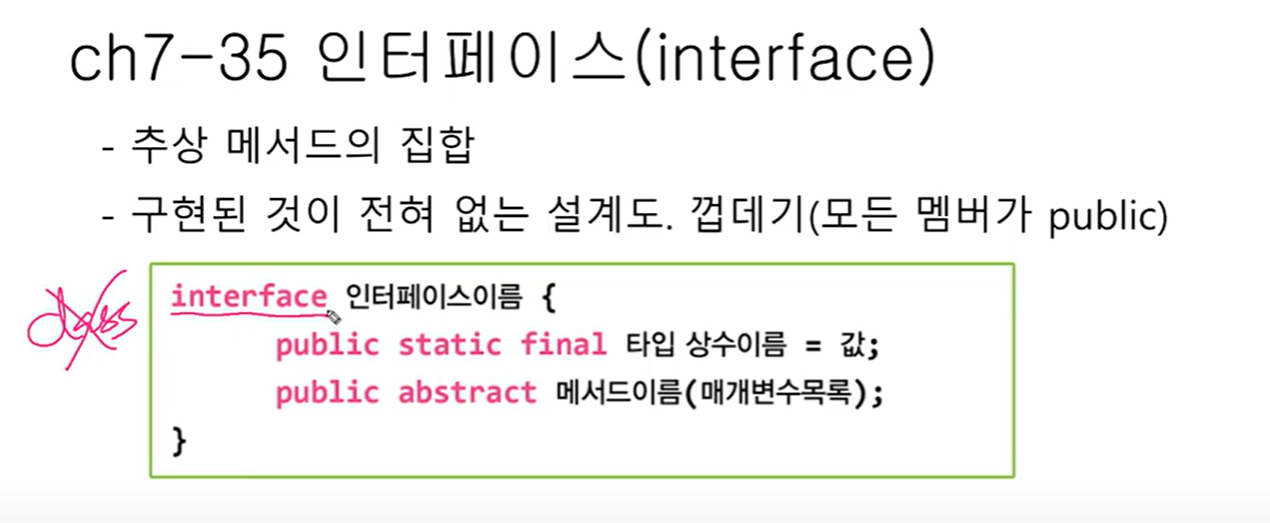 ch7-35 인터페이스(interface)
- 추상 메서드의 집합
- 구현된 것이 전혀 없는 설계도. 껍데기(모든 멤버가 public)
interface 인터페이스이름 {
public static final 타입 상수이름 = 값;
public abstract 메서드이름(매개변수목록);
}